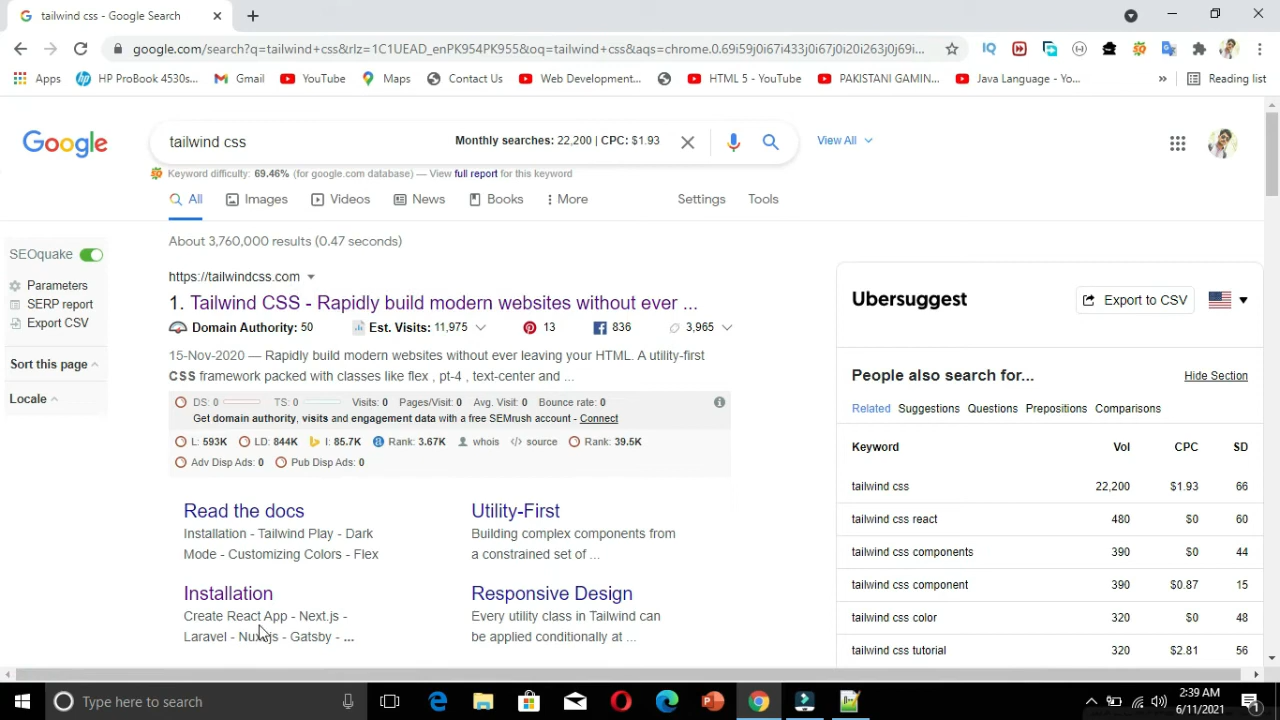 tailwind css - Google Search
google.com/search?q=tailwind+css&rlz=1C1UEAD_enPK954PK955&oq=tailwind+css&aqs=chrome.0.69i59j0i67i433j0i67j0i20i263j0j69i...
Apps HP ProBook 4530s... Gmail YouTube Maps Contact Us Web Development... HTML 5 - YouTube PAKISTANI GAMIN... Java Language - Yo... » Reading list
Google
tailwind css Monthly searches: 22,200 | CPC: $1.93 View All
Keyword difficulty: 69.46% (for google.com database) — View full report for this keyword
All Images Videos News Books More Settings Tools
About 3,760,000 results (0.47 seconds)
SEOquake
Parameters
SERP report
Export CSV
Sort this page
Locale
https://tailwindcss.com
1. Tailwind CSS - Rapidly build modern websites without ever ...
Domain Authority: 50 Est. Visits: 11,975 13 836 3,965
15-Nov-2020 — Rapidly build modern websites without ever leaving your HTML. A utility-first
CSS framework packed with classes like flex , pt-4 , text-center and ...
DS: 0 TS: 0 Visits: 0 Pages/Visit: 0 Avg. Visit: 0 Bounce rate: 0
Get domain authority, visits and engagement data with a free SEMrush account - Connect
L: 593K LD: 844K I: 85.7K Rank: 3.67K whois source Rank: 39.5K
Adv Disp Ads: 0 Pub Disp Ads: 0
Read the docs
Installation - Tailwind Play - Dark
Mode - Customizing Colors - Flex
Utility-First
Building complex components from
a constrained set of ...
Installation
Create React App - Next.js -
Laravel - Nuxt.js - Gatsby - ...
Responsive Design
Every utility class in Tailwind can
be applied conditionally at ...
Ubersuggest Export to CSV
People also search for... Hide Section
Related Suggestions Questions Prepositions Comparisons
Keyword Vol CPC SD
tailwind css 22,200 $1.93 66
tailwind css react 480 $0 60
tailwind css components 390 $0 44
tailwind css component 390 $0.87 15
tailwind css color 320 $0 48
tailwind css tutorial 320 $2.81 56
Type here to search
2:39 AM
6/11/2021
1